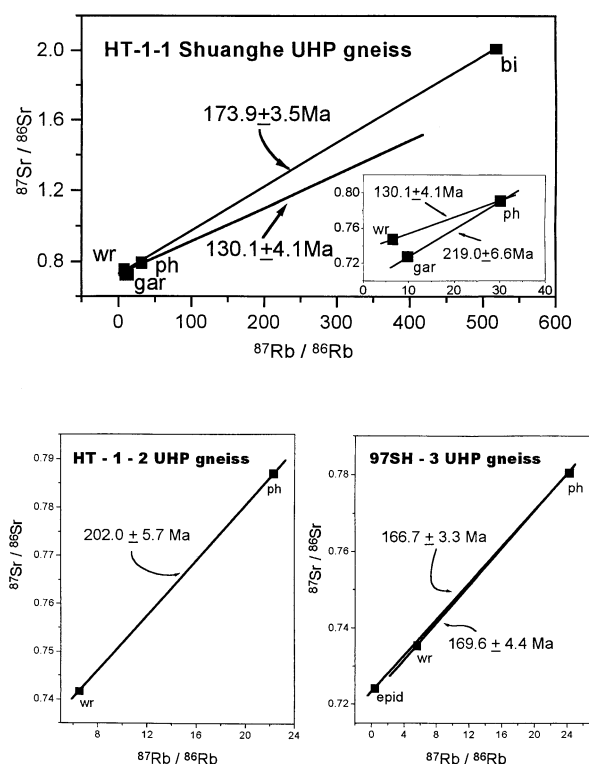 HT-1-1 Shuanghe UHP gneiss
87Sr / 86Sr
2.0
1.6
1.2
0.8
bi
173.9±3.5Ma
130.1±4.1Ma
wr
ph
gar
0.80
0.76
0.72
130.1±4.1Ma
wr
ph
gar
219.0±6.6Ma
0
10
20
30
40
0
100
200
300
400
500
600
87Rb / 86Rb
HT - 1 - 2 UHP gneiss
87Sr / 86Sr
0.79
0.78
0.77
0.76
0.75
0.74
ph
202.0 ± 5.7 Ma
wr
8
12
16
20
24
87Rb / 86Rb
97SH - 3 UHP gneiss
87Sr / 86Sr
0.78
0.76
0.74
0.72
ph
166.7 ± 3.3 Ma
169.6 ± 4.4 Ma
wr
epid
0
4
8
12
16
20
24
87Rb / 86Rb